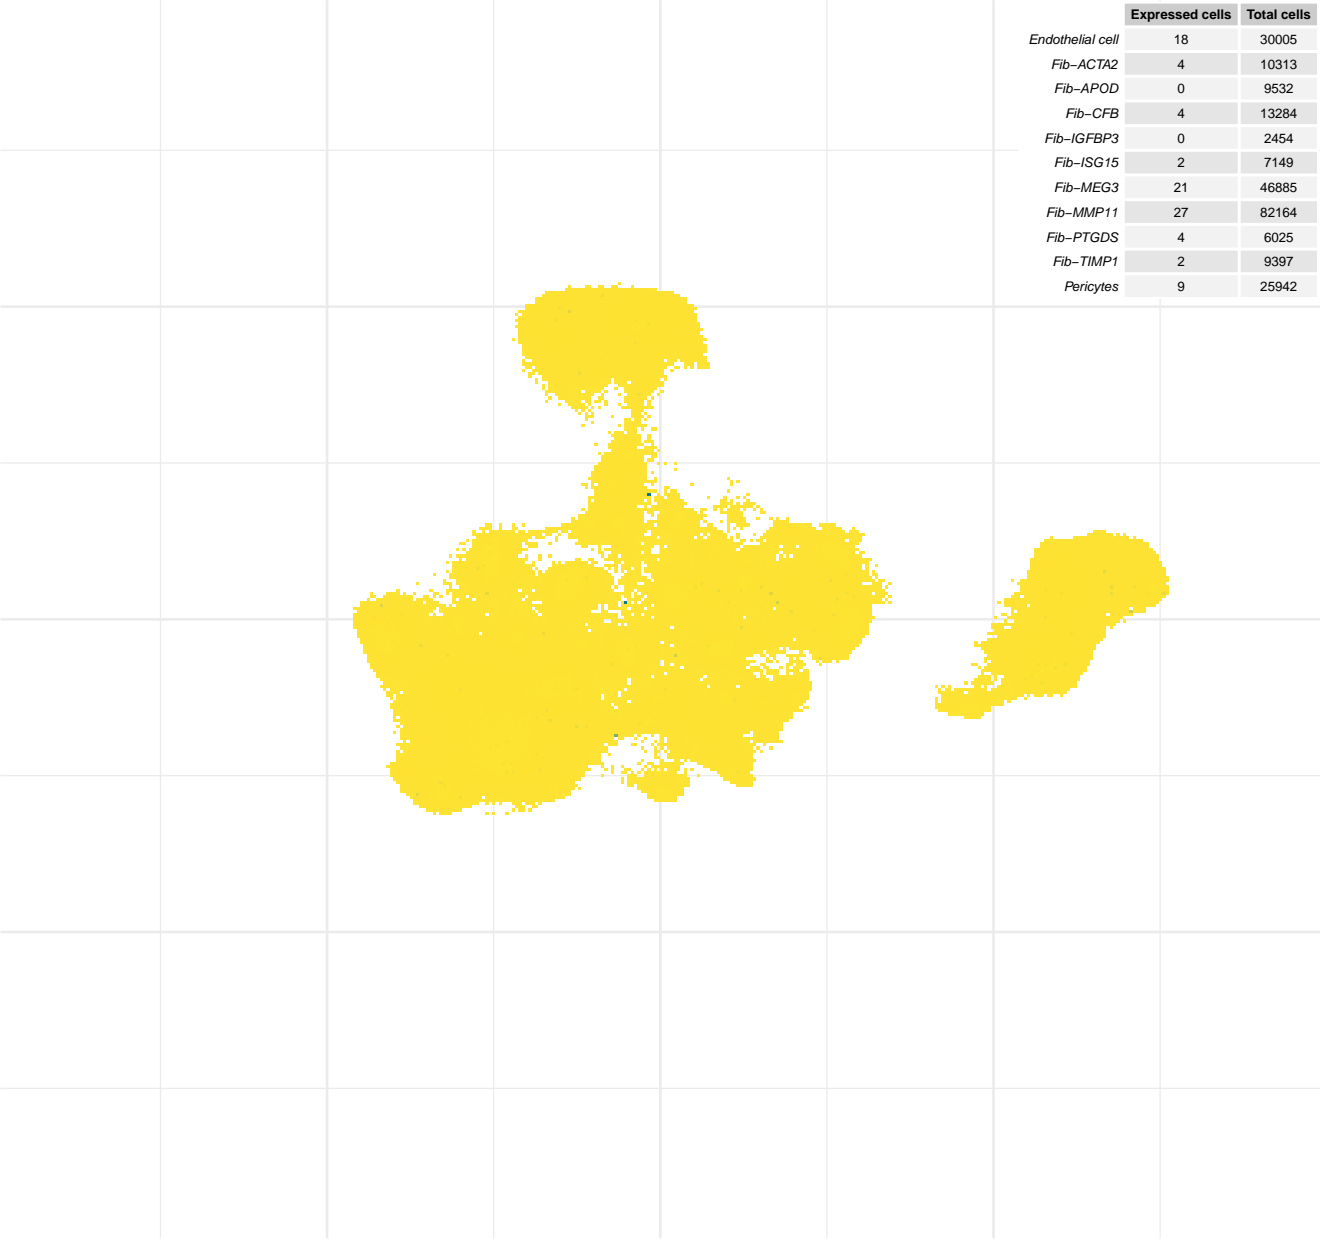 Expressed cells Total cells
Endothelial cell 18 30005
Fib−ACTA2 4 10313
Fib−APOD 0 9532
Fib−CFB 4 13284
Fib−IGFBP3 0 2454
Fib−ISG15 2 7149
Fib−MEG3 21 46885
Fib−MMP11 27 82164
Fib−PTGDS 4 6025
Fib−TIMP1 2 9397
Pericytes 9 25942